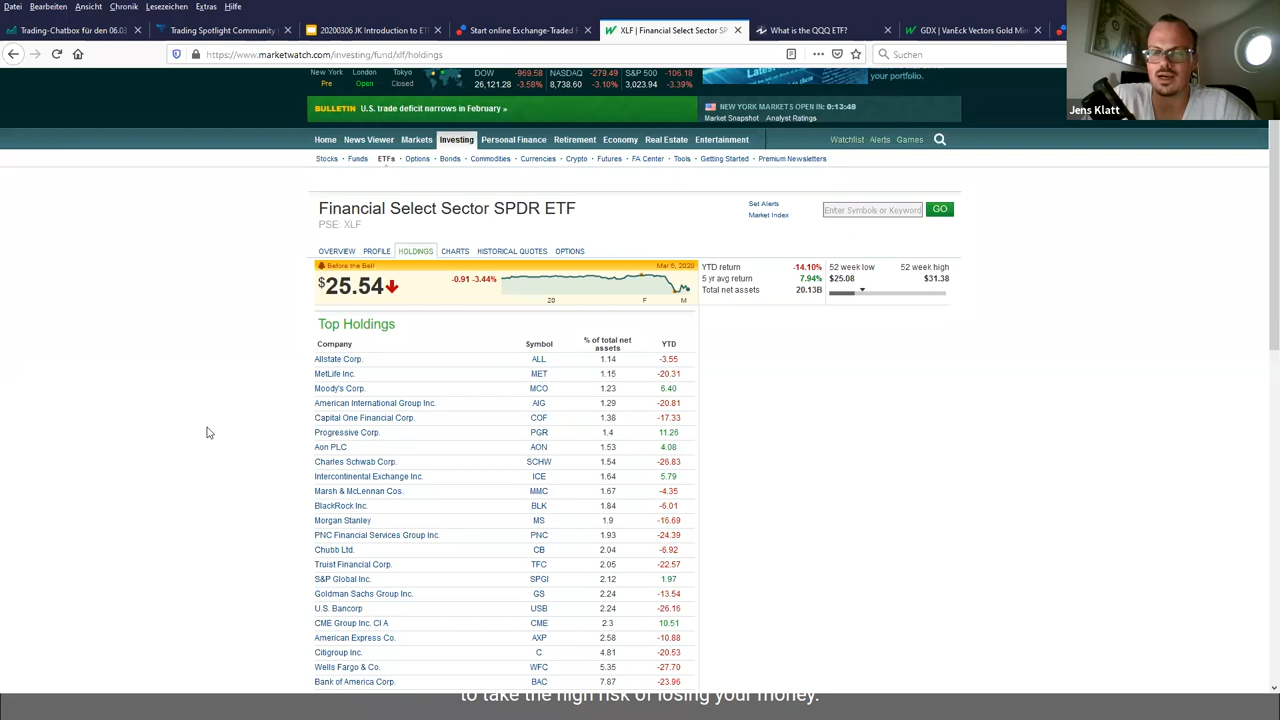 Datei Bearbeiten Ansicht Chronik Lesezeichen Extras Hilfe
Trading-Chatbox für den 06.03 Trading Spotlight Community 20200306 JK Introduction to ET Start online Exchange-Traded F XLF | Financial Select Sector SP What is the QQQ ETF? GDX | VanEck Vectors Gold Min
https://www.marketwatch.com/investing/fund/xlf/holdings Suchen
Jens Klatt
New York London Tokyo DOW -969.58 NASDAQ -279.49 S&P 500 -106.18 Latest your portfolio.
Pre Open Closed 26,121.28 -3.58% 8,738.60 -3.10% 3,023.94 -3.39%
BULLETIN U.S. trade deficit narrows in February » NEW YORK MARKETS OPEN IN: 0:13:48
Market Snapshot Analyst Ratings
Home News Viewer Markets Investing Personal Finance Retirement Economy Real Estate Entertainment Watchlist Alerts Games
Stocks · Funds · ETFs · Options · Bonds · Commodities · Currencies · Crypto · Futures · FA Center · Tools · Getting Started · Premium Newsletters
Financial Select Sector SPDR ETF Set Alerts Enter Symbols or Keyword GO
PSE: XLF Market Index
OVERVIEW PROFILE HOLDINGS CHARTS HISTORICAL QUOTES OPTIONS
Before the Bell Mar 6, 2020 YTD return -14.10% 52 week low 52 week high
$25.54 -0.91 -3.44% 5 yr avg return 7.94% $25.08 $31.38
Total net assets 20.13B
20 F M
Top Holdings
Company Symbol % of total net assets YTD
Allstate Corp. ALL 1.14 -3.55
MetLife Inc. MET 1.15 -20.31
Moody's Corp. MCO 1.23 6.40
American International Group Inc. AIG 1.29 -20.81
Capital One Financial Corp. COF 1.38 -17.33
Progressive Corp. PGR 1.4 11.26
Aon PLC AON 1.53 4.08
Charles Schwab Corp. SCHW 1.54 -26.83
Intercontinental Exchange Inc. ICE 1.64 5.79
Marsh & McLennan Cos. MMC 1.67 -4.35
BlackRock Inc. BLK 1.84 -6.01
Morgan Stanley MS 1.9 -16.69
PNC Financial Services Group Inc. PNC 1.93 -24.39
Chubb Ltd. CB 2.04 -6.92
Truist Financial Corp. TFC 2.05 -22.57
S&P Global Inc. SPGI 2.12 1.97
Goldman Sachs Group Inc. GS 2.24 -13.54
U.S. Bancorp USB 2.24 -26.16
CME Group Inc. Cl A CME 2.3 10.51
American Express Co. AXP 2.58 -10.88
Citigroup Inc. C 4.81 -20.53
Wells Fargo & Co. WFC 5.35 -27.70
Bank of America Corp. BAC 7.87 -23.96
to take the high risk of losing your money.